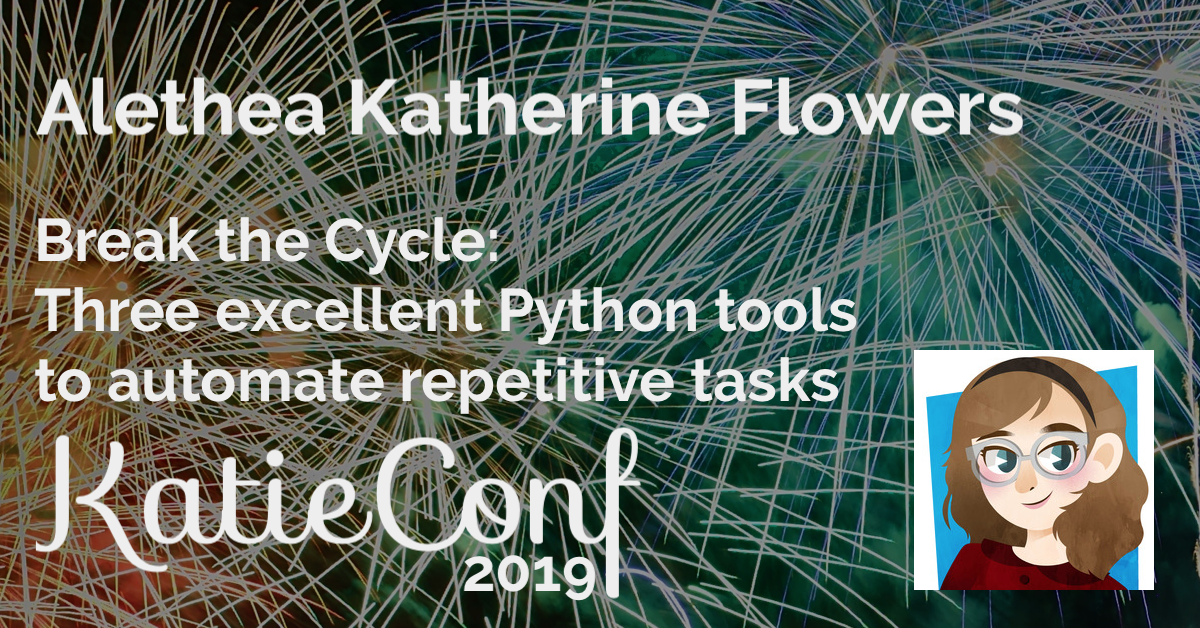 Alethea Katherine Flowers
Break the Cycle:
Three excellent Python tools
to automate repetitive tasks
KatieConf
2019